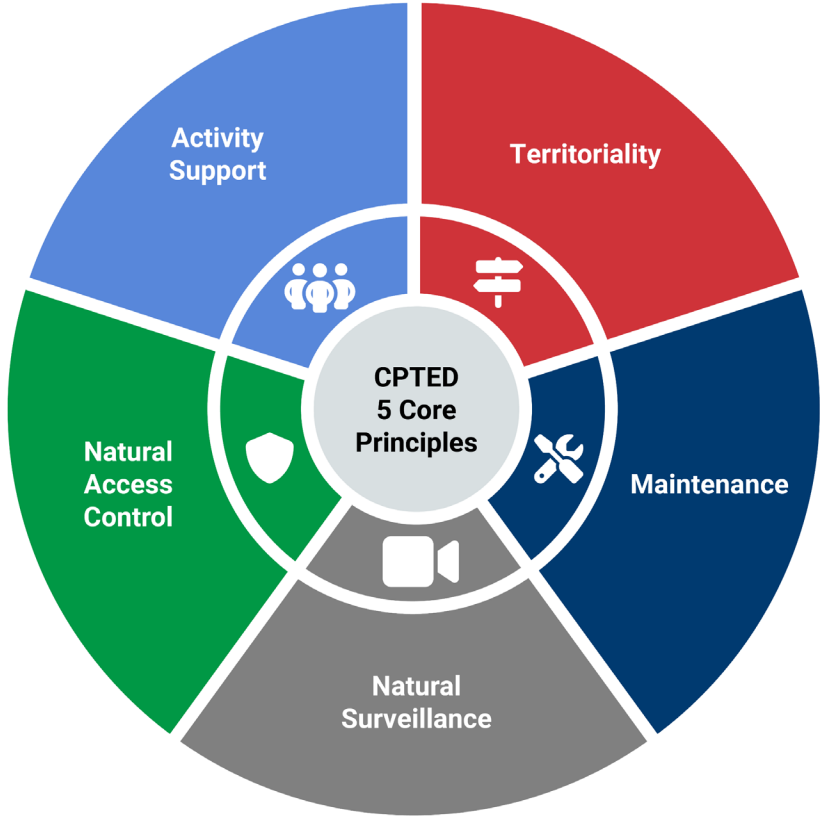 Activity
Support
Territoriality
CPTED
5 Core
Principles
Natural
Access
Control
Maintenance
Natural
Surveillance